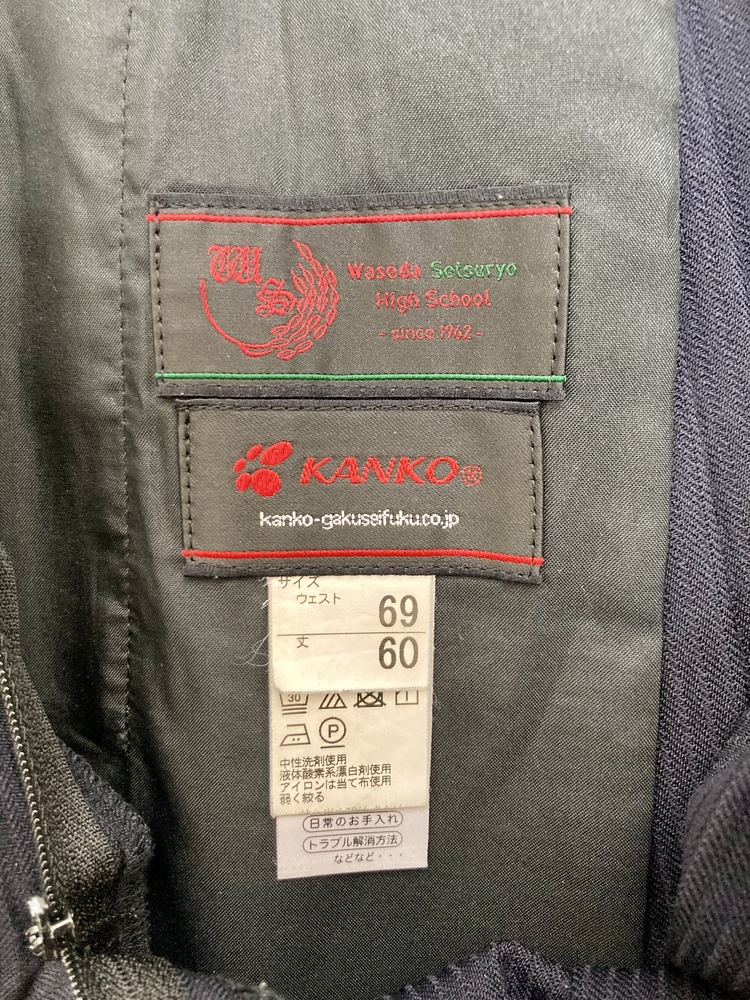 WS
Waseda Setsuryo
High School
- since 1962 -
KANKO®
kanko-gakuseifuku.co.jp
サイズ
ウェスト 69
丈 60
30
P
中性洗剤使用
液体酸素系漂白剤使用
アイロンは当て布使用
弱く絞る
日常のお手入れ
トラブル解消方法
などなど・・・